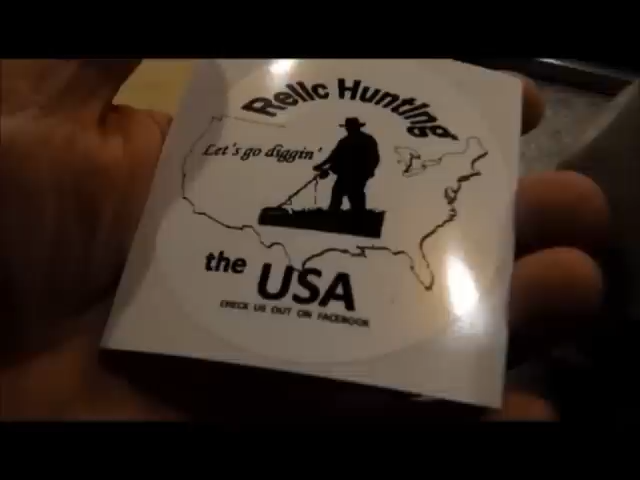 Relic Hunting
Let's go diggin'
the USA
CHECK US OUT ON FACEBOOK